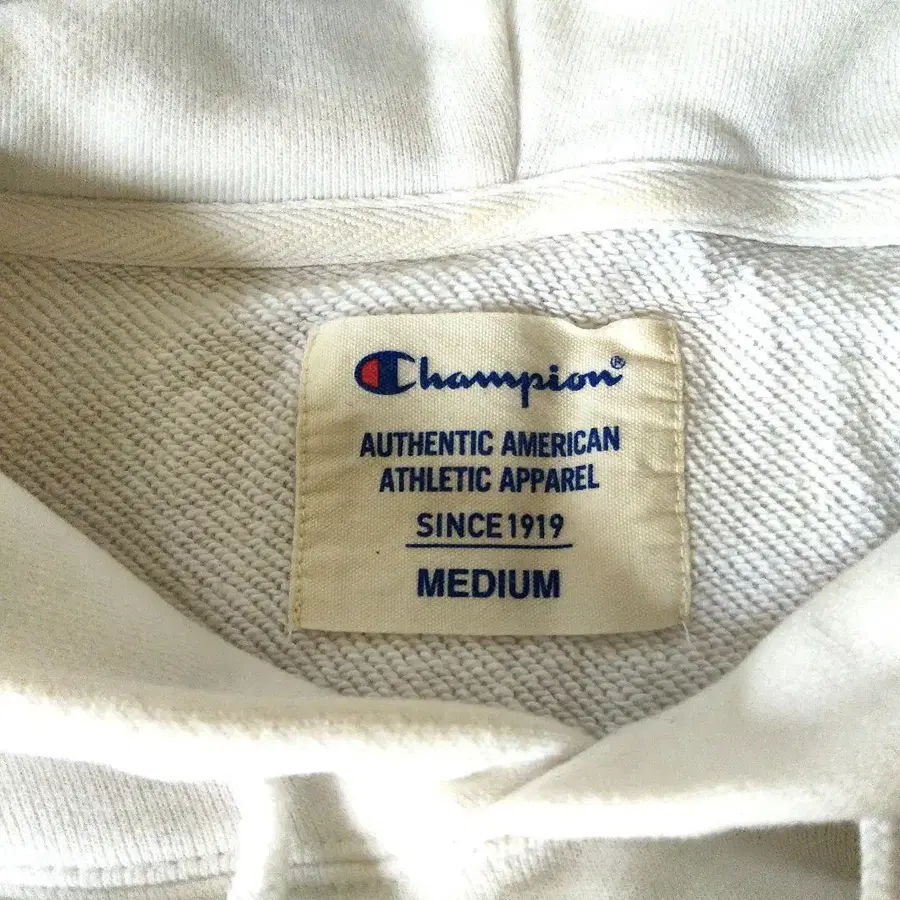 Champion®
AUTHENTIC AMERICAN
ATHLETIC APPAREL
SINCE 1919
MEDIUM